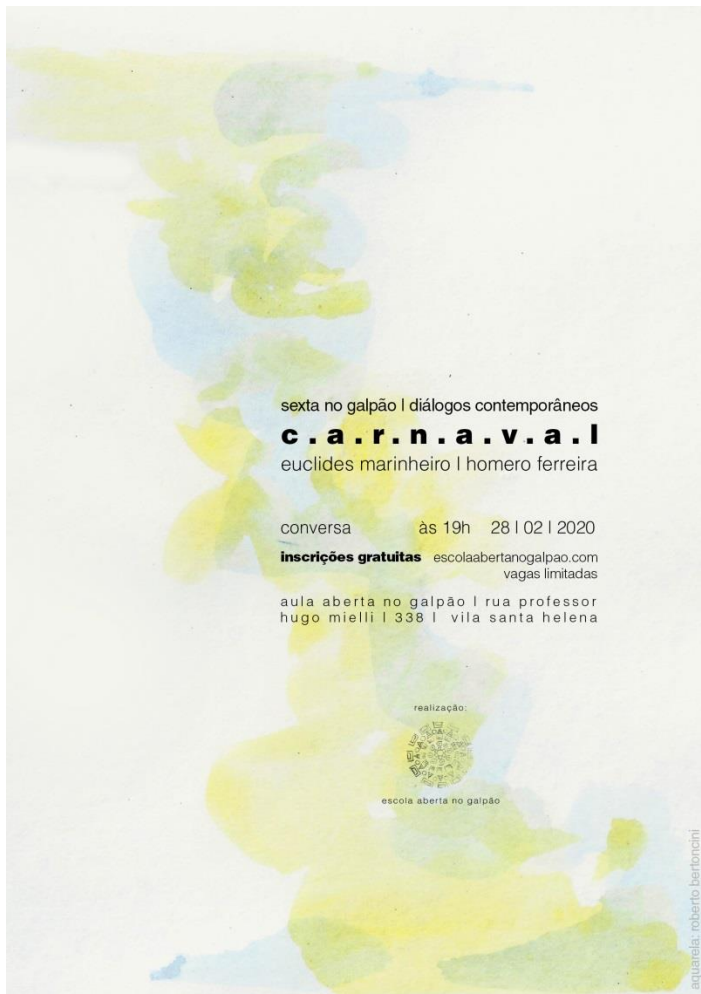 sexta no galpão | diálogos contemporâneos
c.a.r.n.a.v.a.l
euclides marinheiro | homero ferreira
conversa às 19h 28 | 02 | 2020
inscrições gratuitas escolaabertanogalpao.com
vagas limitadas
aula aberta no galpão | rua professor
hugo mielli | 338 | vila santa helena
realização:
escola aberta no galpão
aquarela: roberto bertoncini